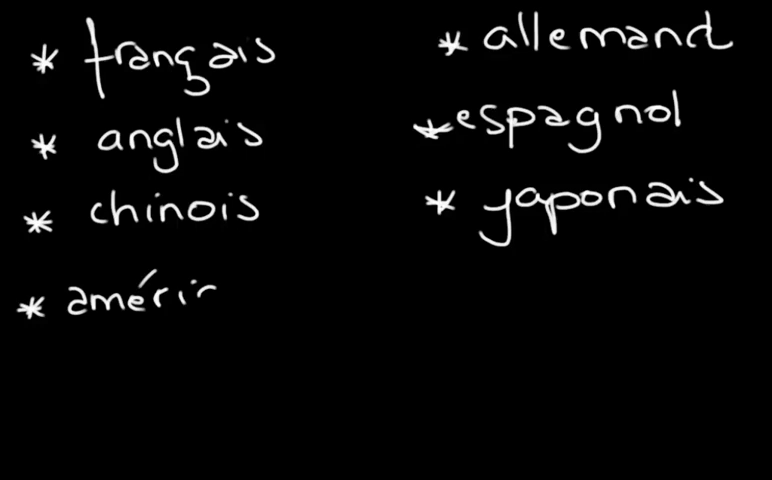 * français
* anglais
* chinois
* améri
* allemand
* espagnol
* japonais